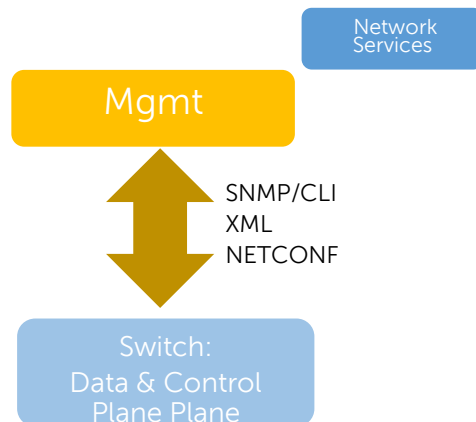 Network
Services
Mgmt
SNMP/CLI
XML
NETCONF
Switch:
Data & Control
Plane Plane